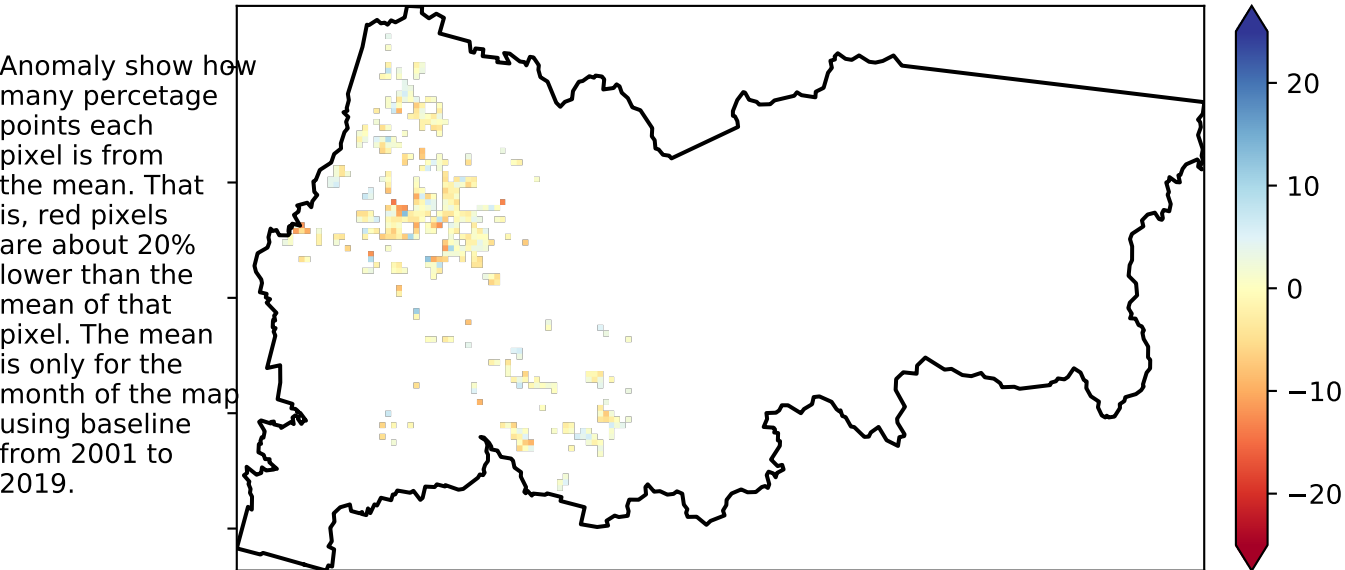 Anomaly show how
many percetage
points each
pixel is from
the mean. That
is, red pixels
are about 20%
lower than the
mean of that
pixel. The mean
is only for the
month of the map
using baseline
from 2001 to
2019.
20
10
0
−10
−20